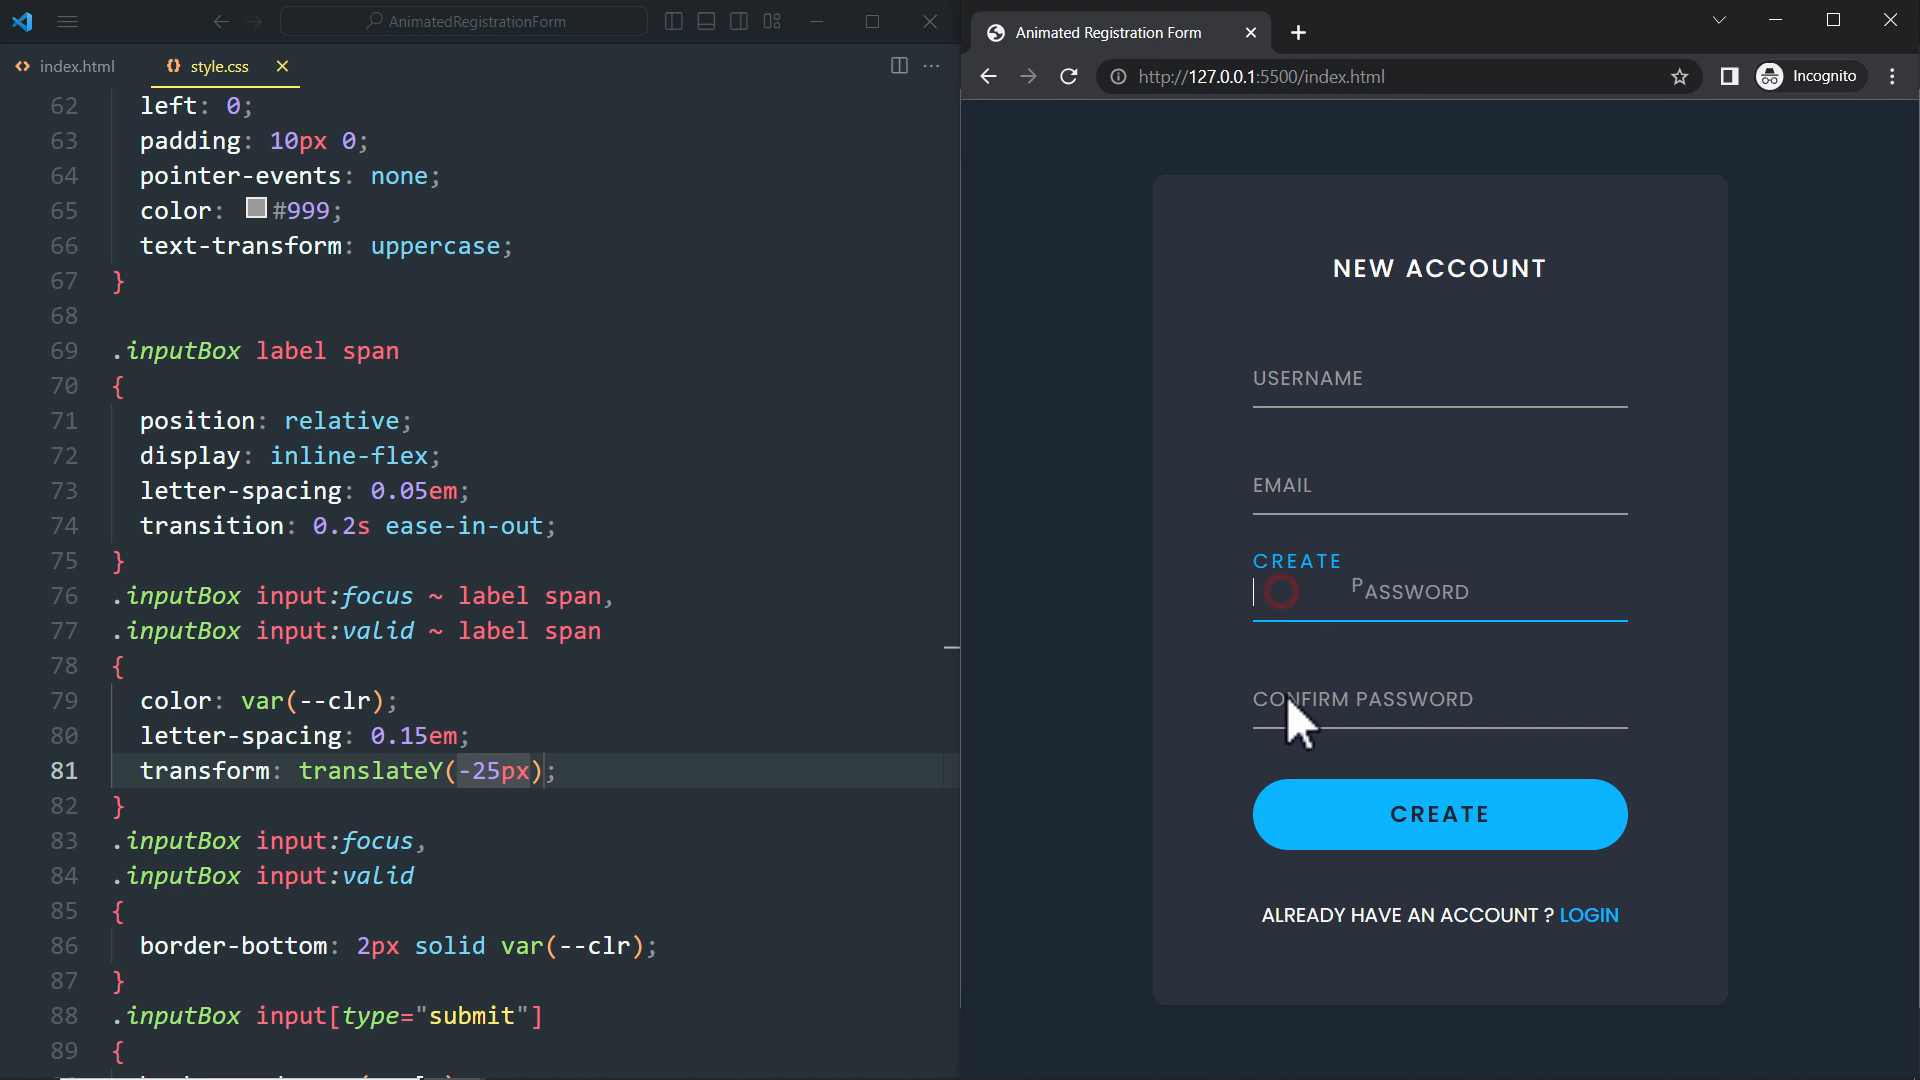 AnimatedRegistrationForm
index.html
style.css
62 left: 0;
63 padding: 10px 0;
64 pointer-events: none;
65 color: #999;
66 text-transform: uppercase;
67 }
68
69 .inputBox label span
70 {
71 position: relative;
72 display: inline-flex;
73 letter-spacing: 0.05em;
74 transition: 0.2s ease-in-out;
75 }
76 .inputBox input:focus ~ label span,
77 .inputBox input:valid ~ label span
78 {
79 color: var(--clr);
80 letter-spacing: 0.15em;
81 transform: translateY(-25px);
82 }
83 .inputBox input:focus,
84 .inputBox input:valid
85 {
86 border-bottom: 2px solid var(--clr);
87 }
88 .inputBox input[type="submit"]
89 {
Animated Registration Form
http://127.0.0.1:5500/index.html
Incognito
NEW ACCOUNT
USERNAME
EMAIL
CREATE
PASSWORD
CONFIRM PASSWORD
CREATE
ALREADY HAVE AN ACCOUNT ? LOGIN